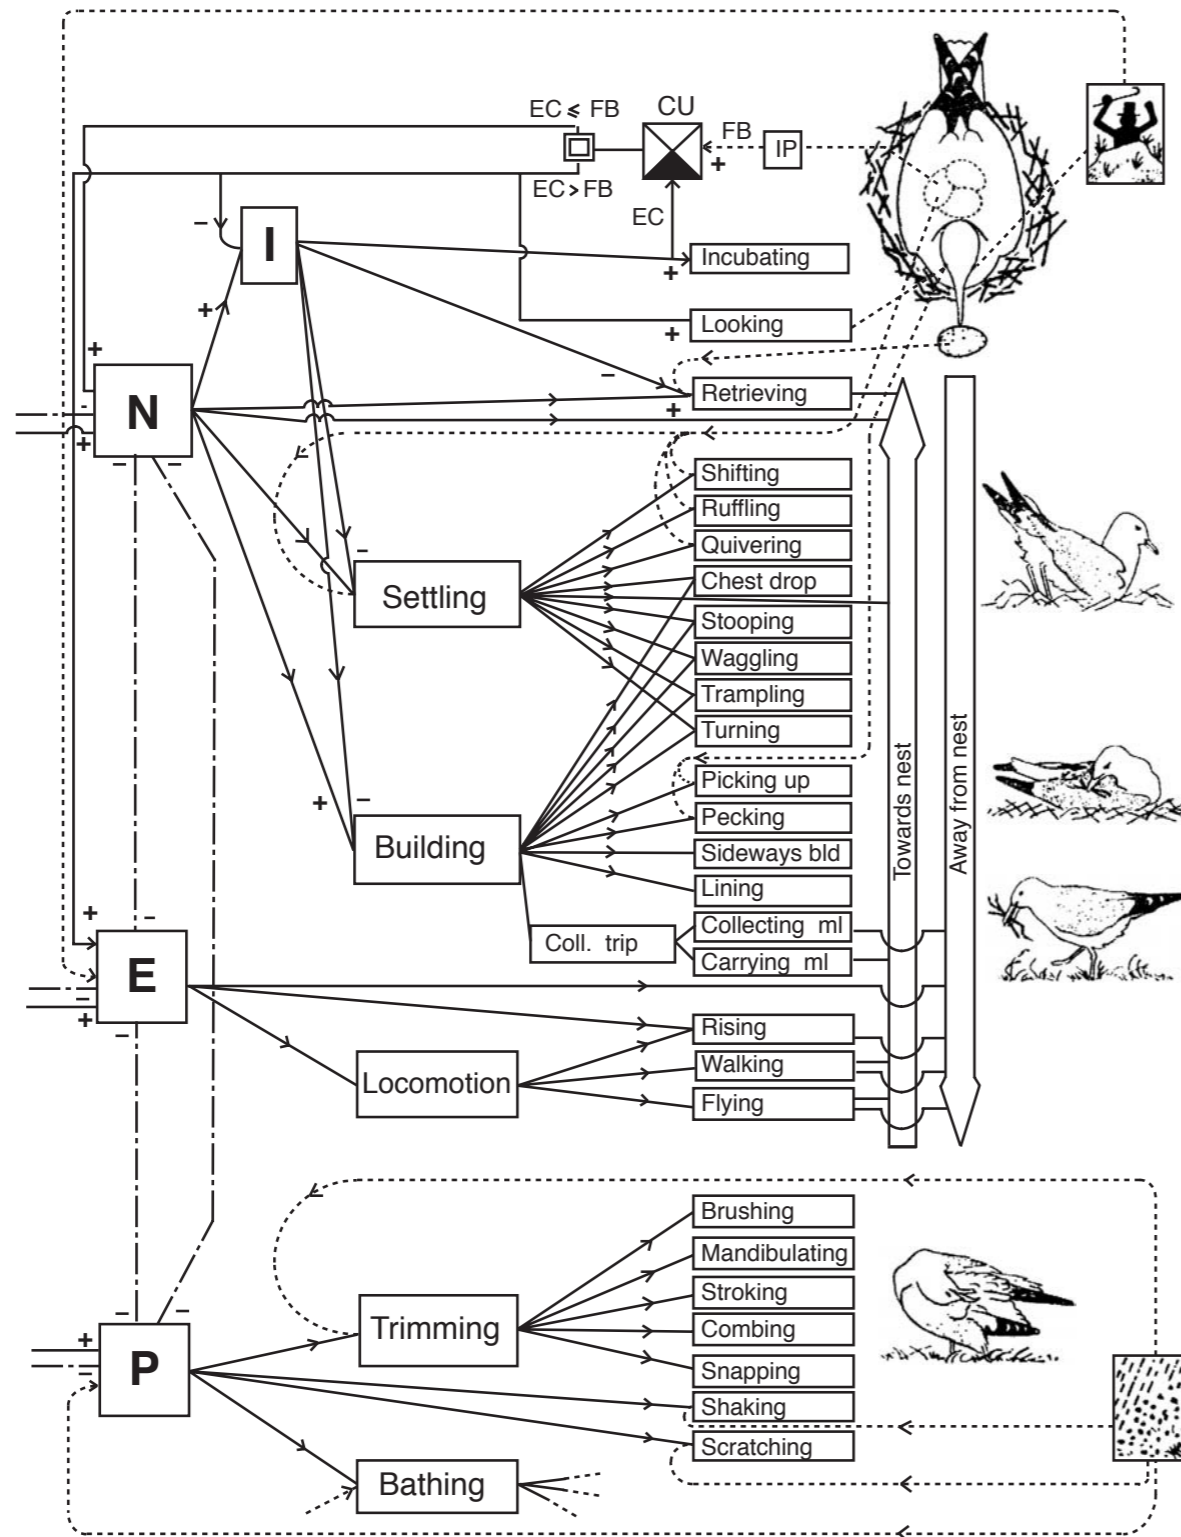 EC ≤ FB
CU
FB
IP
+
EC > FB
EC
−
I
Incubating
+
+
Looking
+
+
−
N
Retrieving
-
+
+
− −
Shifting
Ruffling
Quivering
−
Chest drop
Settling
Stooping
Waggling
Trampling
Turning
Towards nest
Away from nest
Picking up
+ −
Pecking
Building
Sideways bld
Lining
+ −
Collecting ml
Coll. trip
Carrying ml
E
−
+
−
Rising
Locomotion
Walking
Flying
Brushing
Mandibulating
Stroking
− −
Trimming
Combing
+
P
−
Snapping
Shaking
Scratching
Bathing